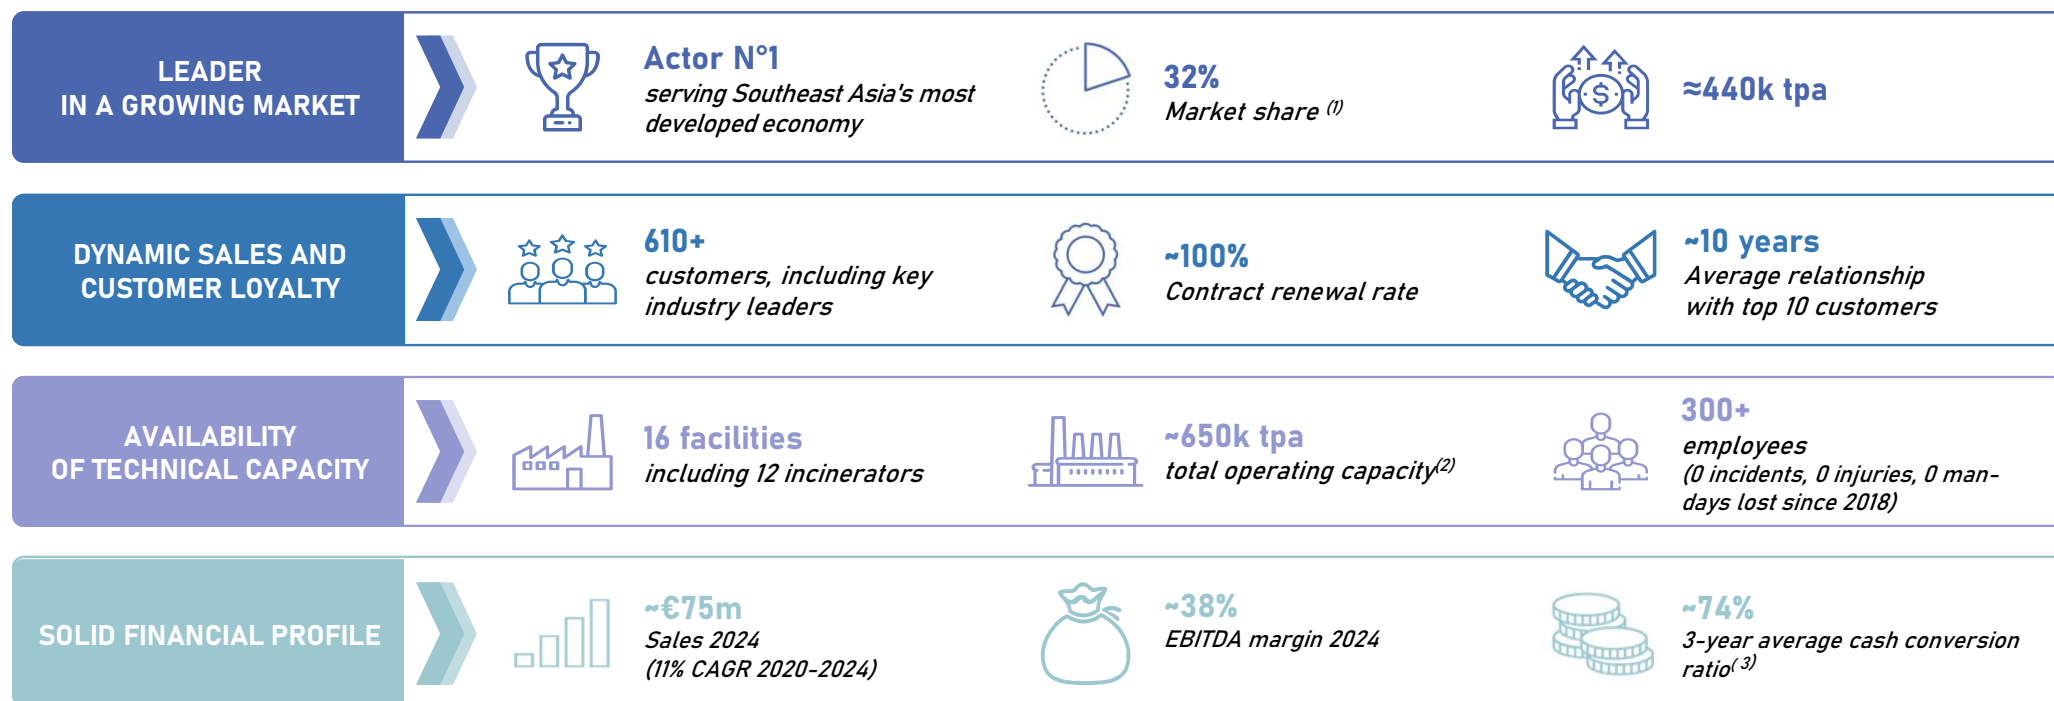 LEADER
IN A GROWING MARKET
Actor N°1
serving Southeast Asia's most
developed economy
32%
Market share (1)
≈440k tpa
DYNAMIC SALES AND
CUSTOMER LOYALTY
610+
customers, including key
industry leaders
~100%
Contract renewal rate
~10 years
Average relationship
with top 10 customers
AVAILABILITY
OF TECHNICAL CAPACITY
16 facilities
including 12 incinerators
~650k tpa
total operating capacity(2)
300+
employees
(0 incidents, 0 injuries, 0 man-
days lost since 2018)
SOLID FINANCIAL PROFILE
~€75m
Sales 2024
(11% CAGR 2020-2024)
~38%
EBITDA margin 2024
~74%
3-year average cash conversion
ratio( 3)